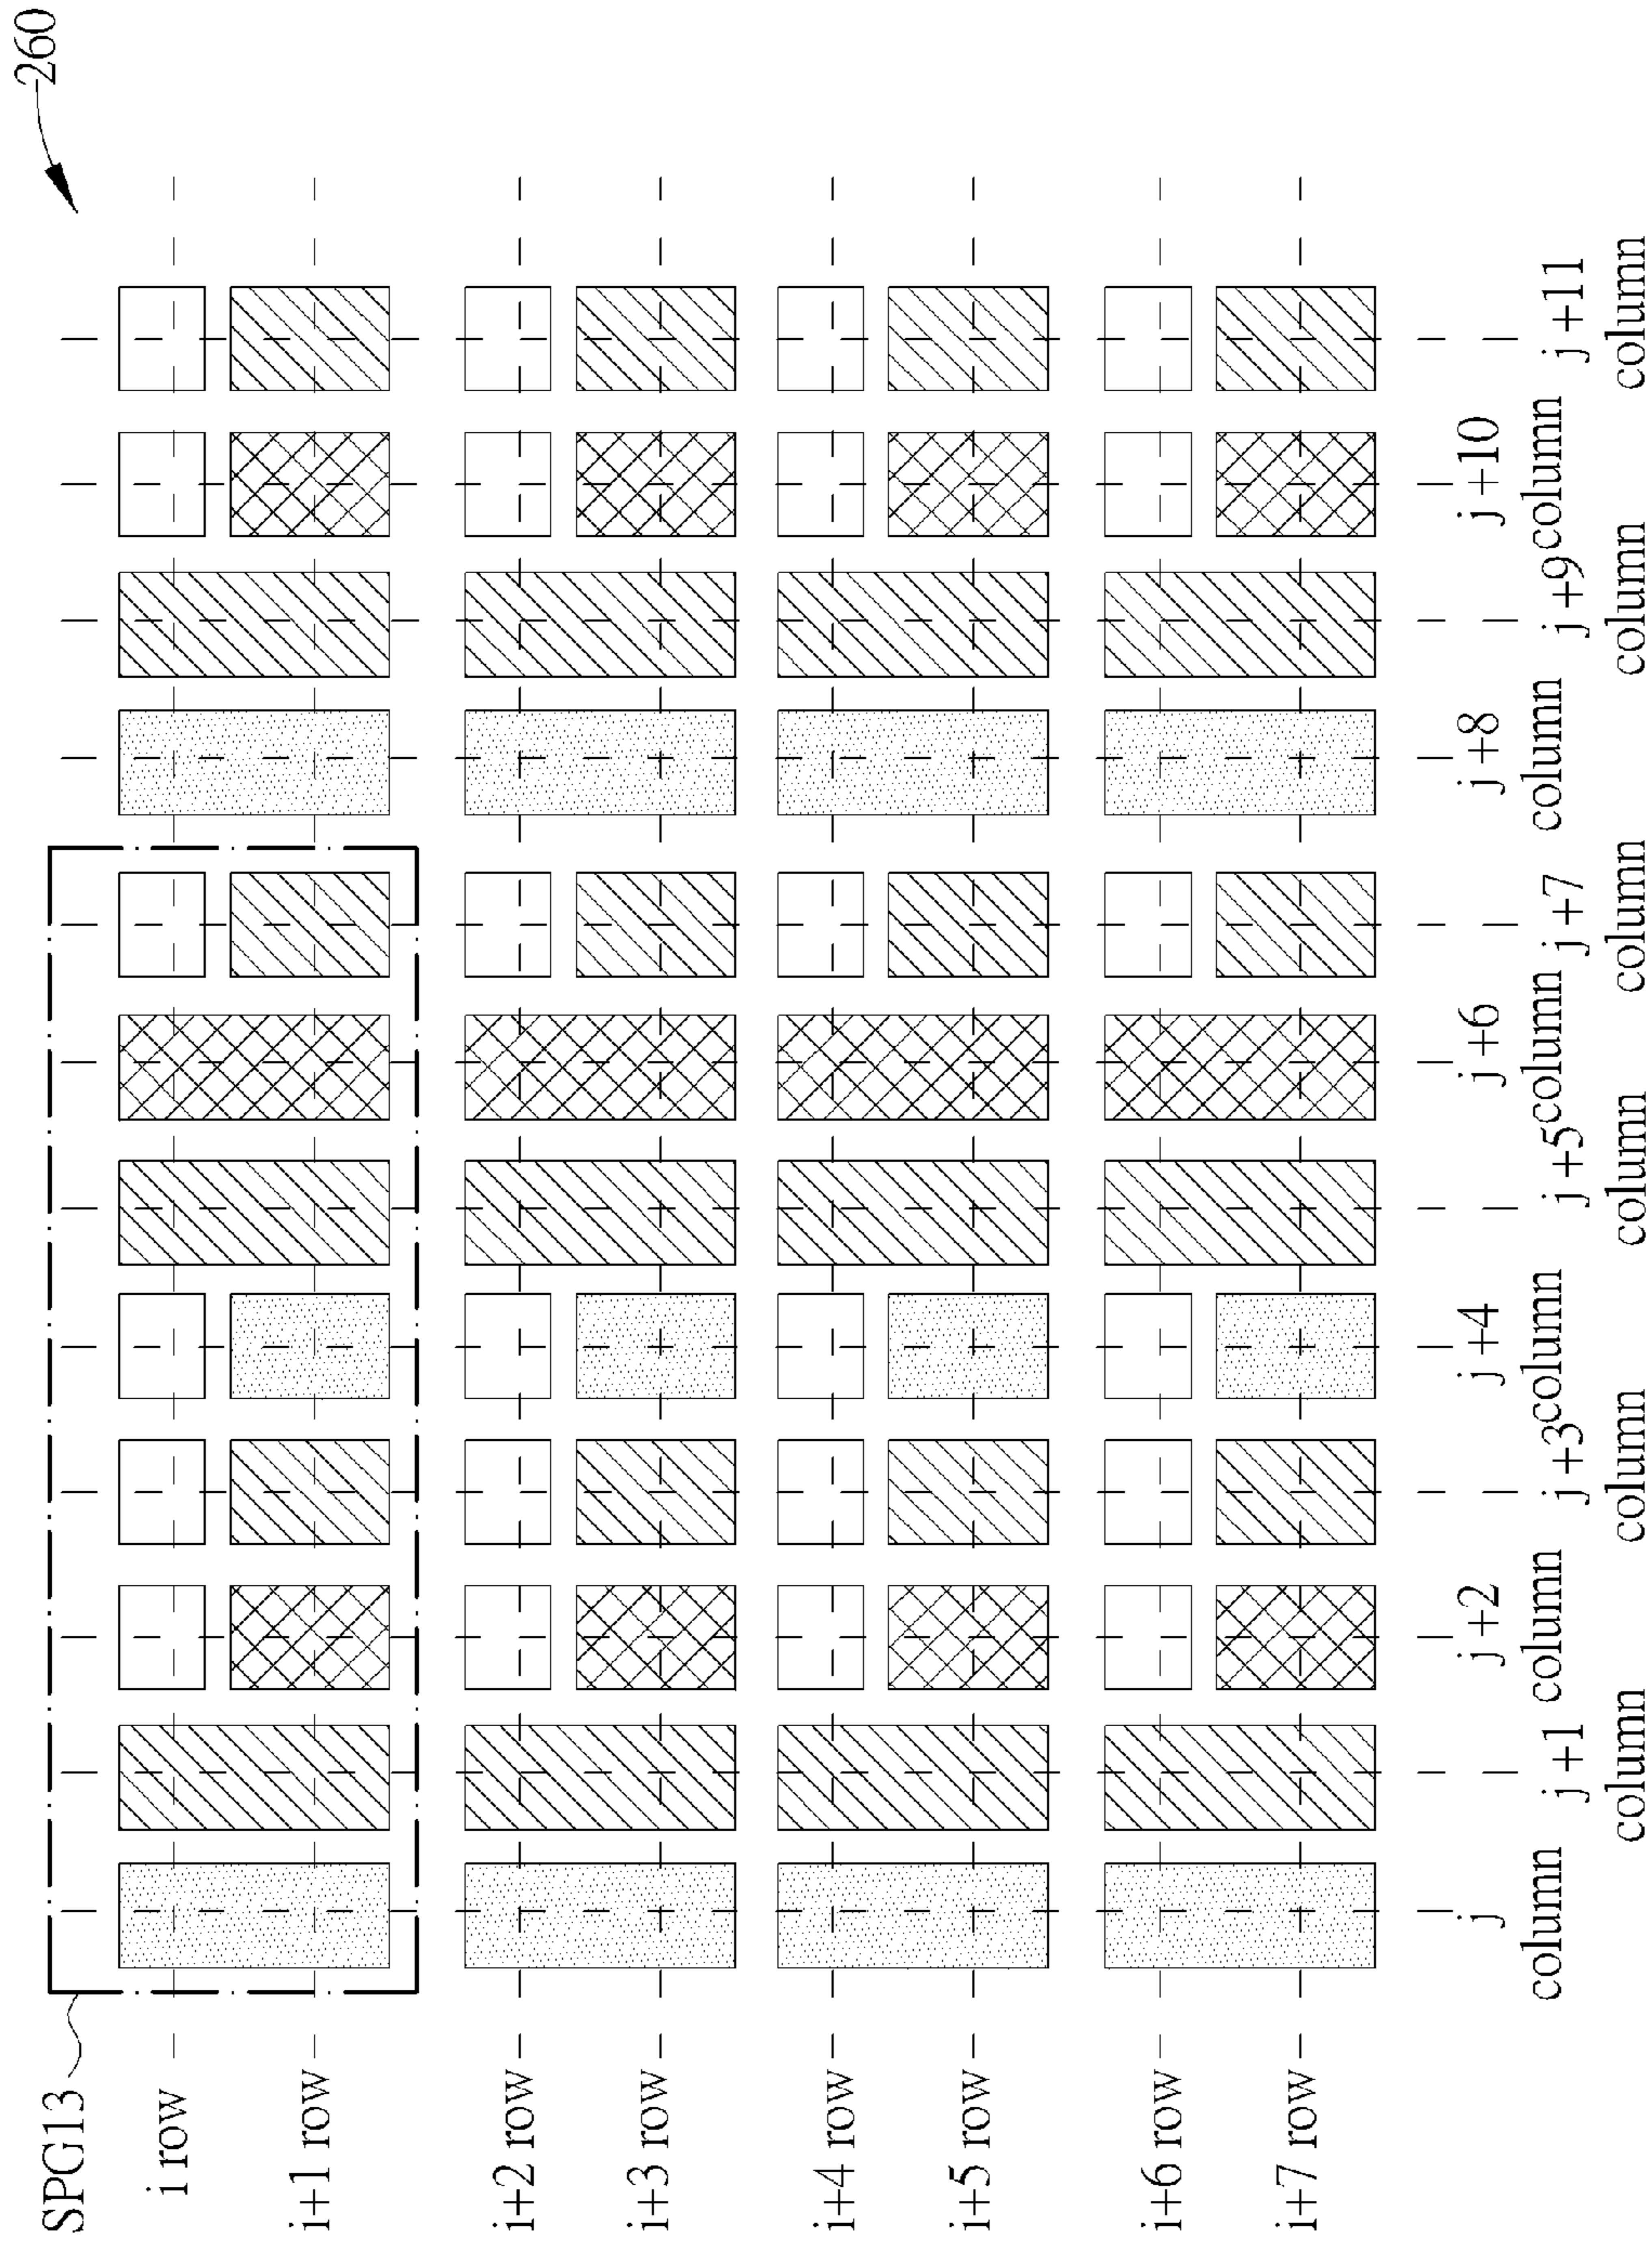 260
SPG13
i row
i+1 row
i+2 row
i+3 row
i+4 row
i+5 row
i+6 row
i+7 row
j
column
j+1
column
j+2
column
j+3
column
j+4
column
j+5
column
j+6
column
j+7
column
j+8
column
j+9
column
j+10
column
j+11
column